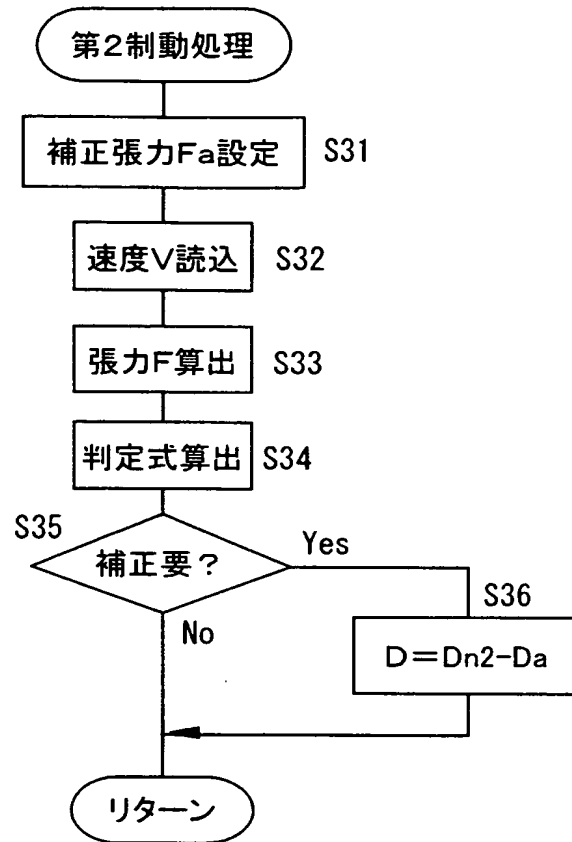 第2制動処理
補正張力Fa設定 S31
速度V読込 S32
張力F算出 S33
判定式算出 S34
S35
補正要？
Yes
S36
D＝Dn2-Da
No
リターン